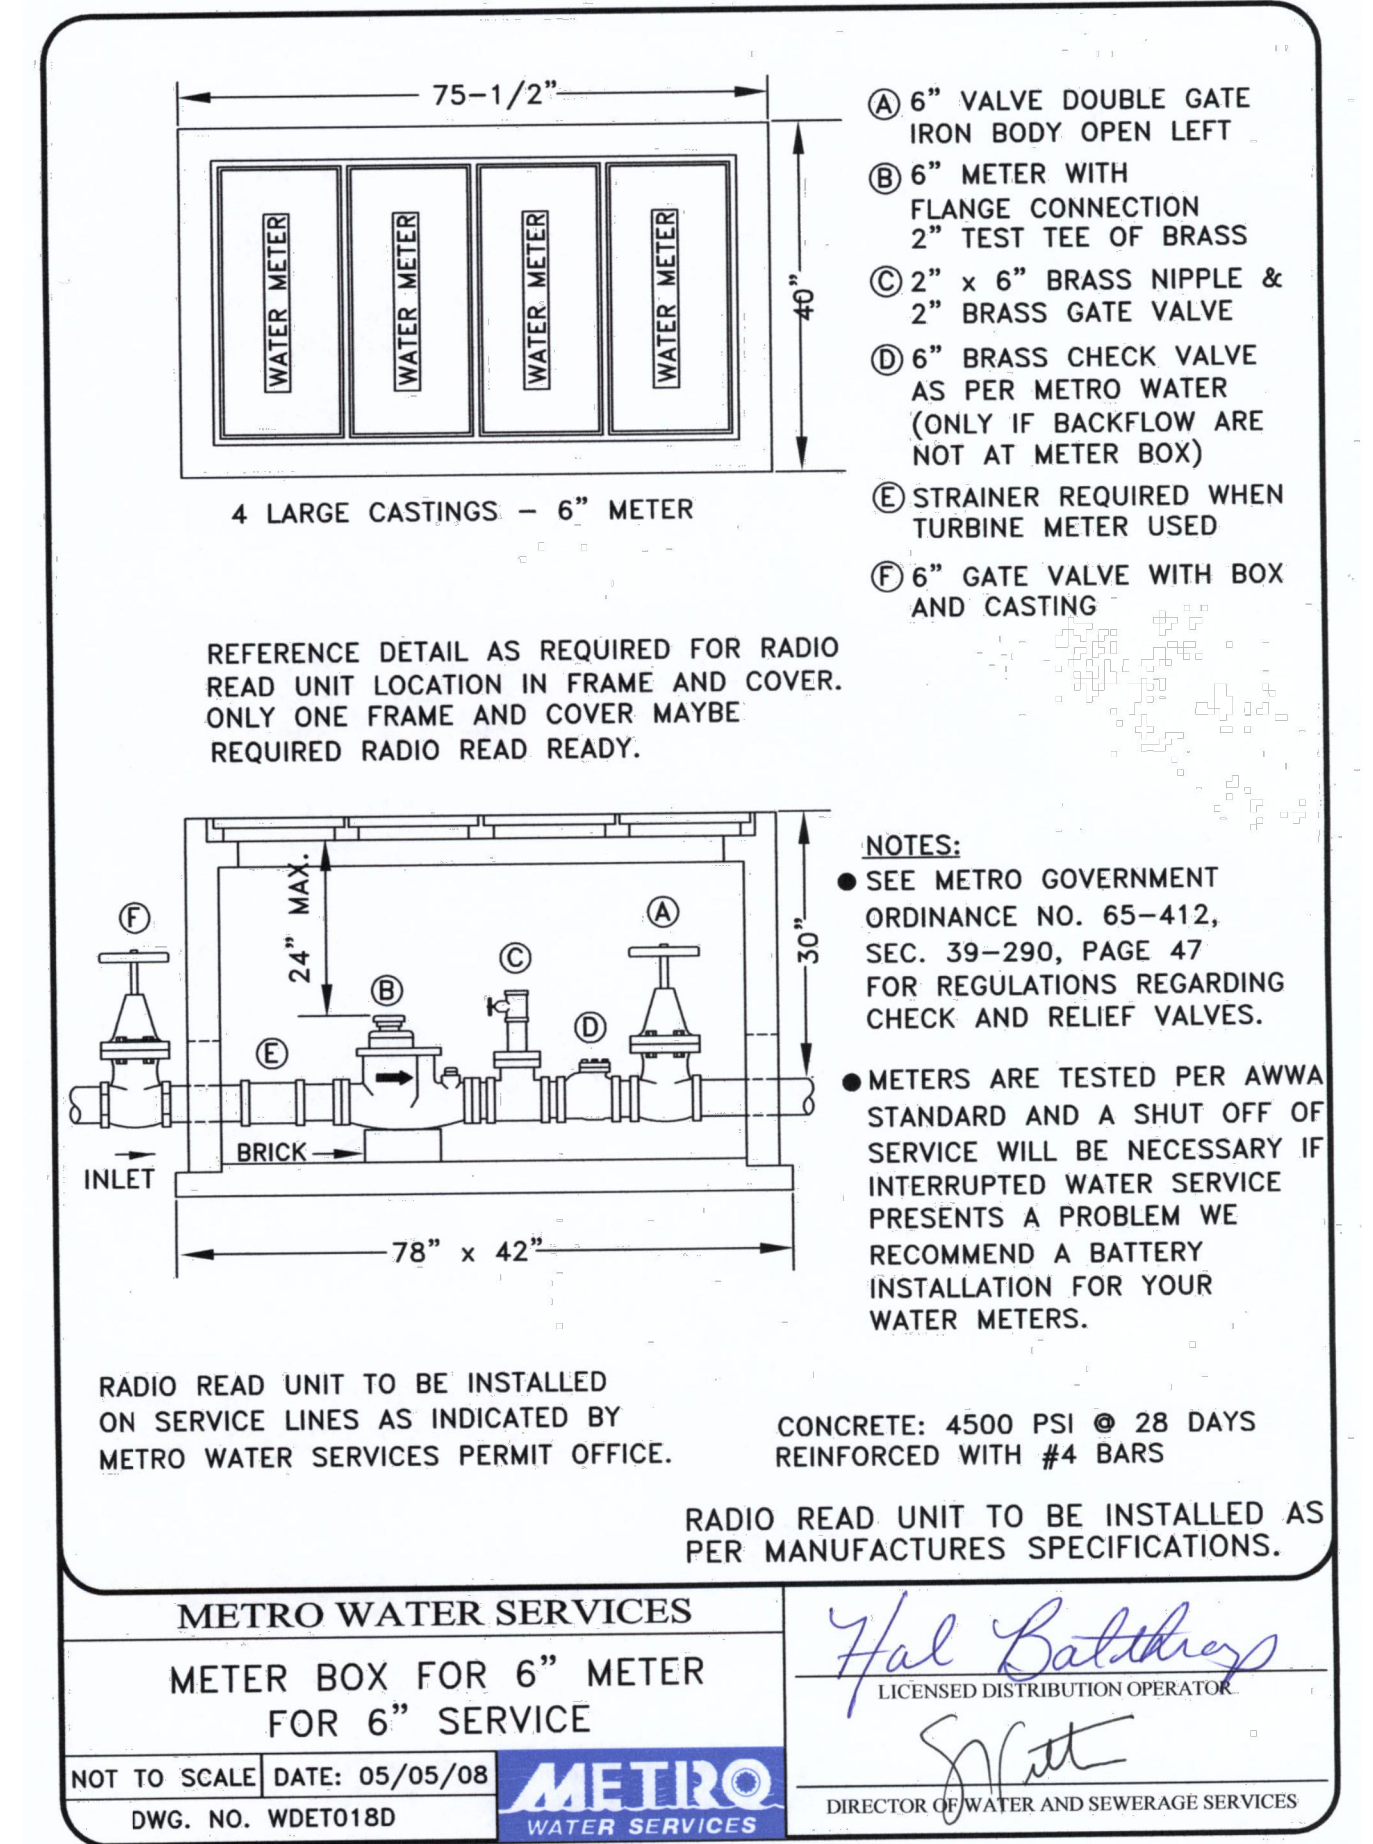 75-1/2"
WATER METER
WATER METER
WATER METER
WATER METER
40"
4 LARGE CASTINGS - 6" METER
Ⓐ 6" VALVE DOUBLE GATE
IRON BODY OPEN LEFT
Ⓑ 6" METER WITH
FLANGE CONNECTION
2" TEST TEE OF BRASS
Ⓒ 2" x 6" BRASS NIPPLE &
2" BRASS GATE VALVE
Ⓓ 6" BRASS CHECK VALVE
AS PER METRO WATER
(ONLY IF BACKFLOW ARE
NOT AT METER BOX)
Ⓔ STRAINER REQUIRED WHEN
TURBINE METER USED
Ⓕ 6" GATE VALVE WITH BOX
AND CASTING
REFERENCE DETAIL AS REQUIRED FOR RADIO
READ UNIT LOCATION IN FRAME AND COVER.
ONLY ONE FRAME AND COVER MAYBE
REQUIRED RADIO READ READY.
24" MAX.
30"
Ⓕ
Ⓔ
Ⓑ
Ⓒ
Ⓓ
Ⓐ
BRICK
INLET
78" x 42"
NOTES:
● SEE METRO GOVERNMENT
ORDINANCE NO. 65-412,
SEC. 39-290, PAGE 47
FOR REGULATIONS REGARDING
CHECK AND RELIEF VALVES.
● METERS ARE TESTED PER AWWA
STANDARD AND A SHUT OFF OF
SERVICE WILL BE NECESSARY IF
INTERRUPTED WATER SERVICE
PRESENTS A PROBLEM WE
RECOMMEND A BATTERY
INSTALLATION FOR YOUR
WATER METERS.
RADIO READ UNIT TO BE INSTALLED
ON SERVICE LINES AS INDICATED BY
METRO WATER SERVICES PERMIT OFFICE.
CONCRETE: 4500 PSI @ 28 DAYS
REINFORCED WITH #4 BARS
RADIO READ UNIT TO BE INSTALLED AS
PER MANUFACTURES SPECIFICATIONS.
METRO WATER SERVICES
METER BOX FOR 6" METER
FOR 6" SERVICE
NOT TO SCALE
DATE: 05/05/08
DWG. NO. WDET018D
METRO
WATER SERVICES
Hal
LICENSED DISTRIBUTION OPERATOR
DIRECTOR OF WATER AND SEWERAGE SERVICES